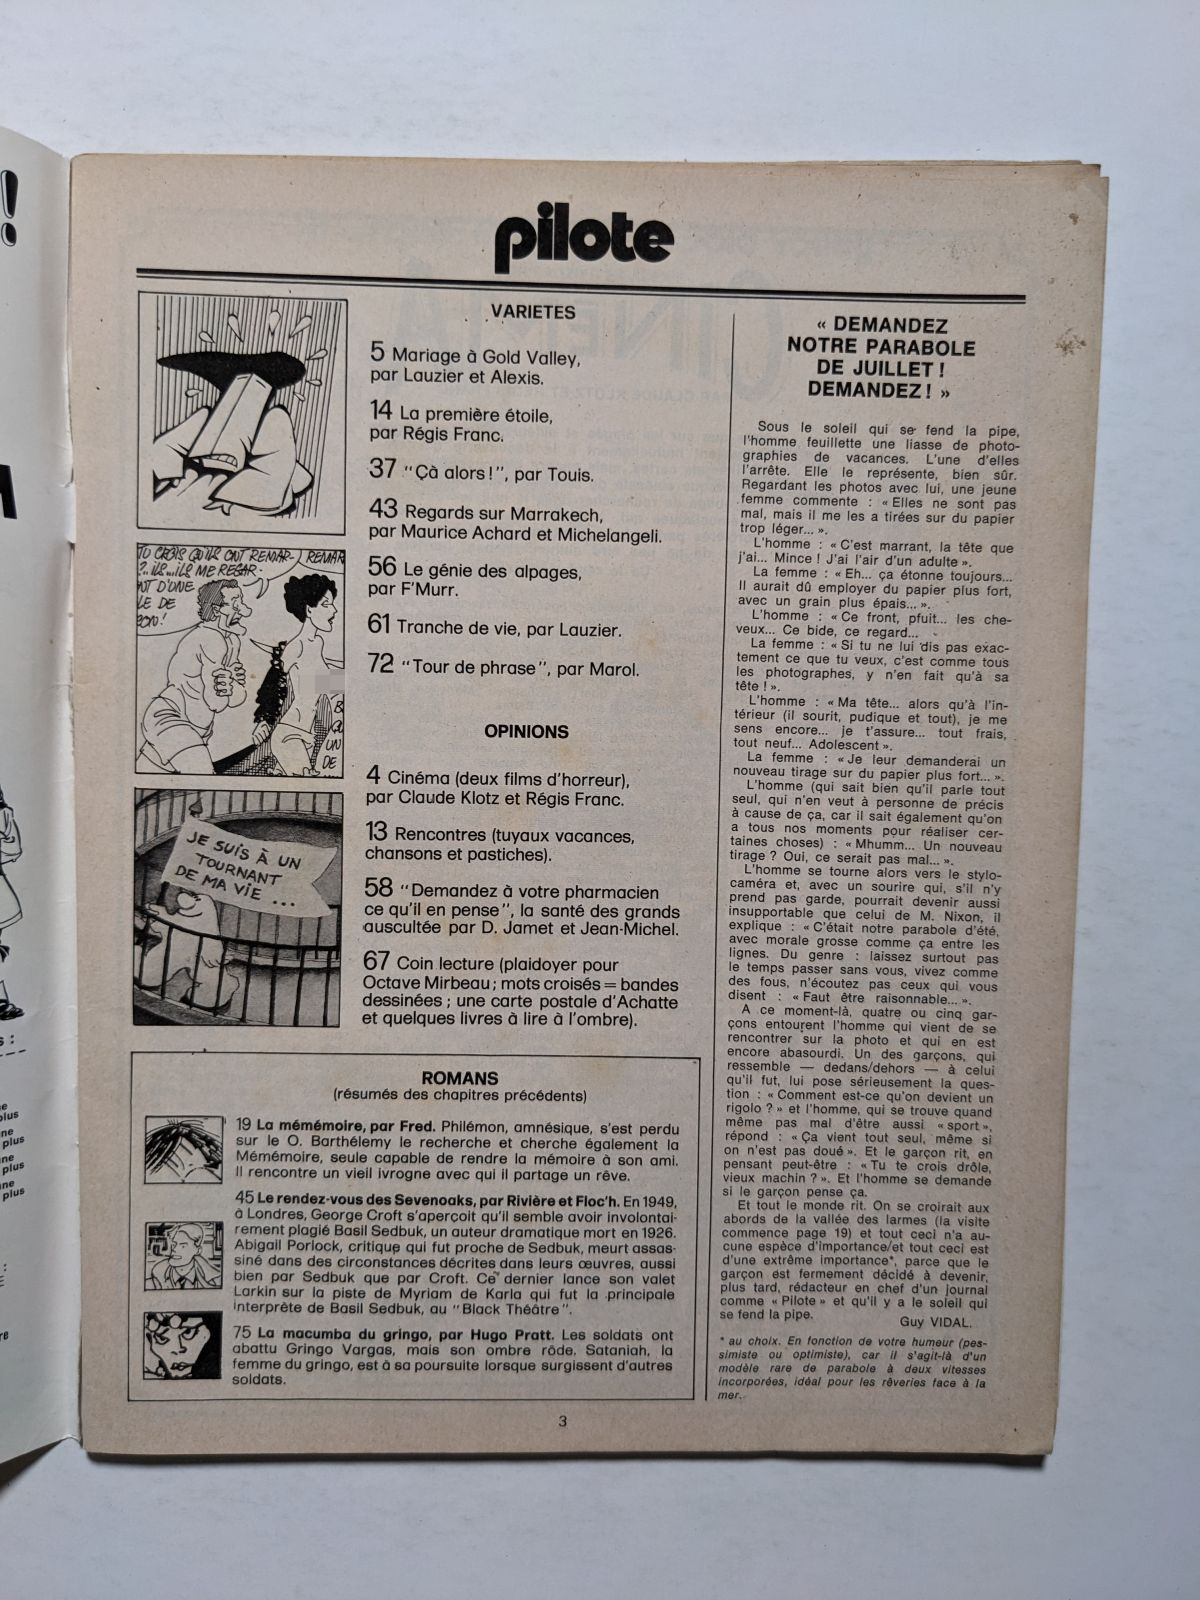 pilote
VARIETES
5 Mariage à Gold Valley,
par Lauzier et Alexis.
14 La première étoile,
par Régis Franc.
37 "Çà alors!", par Touis.
43 Regards sur Marrakech,
par Maurice Achard et Michelangeli.
56 Le génie des alpages,
par F'Murr.
61 Tranche de vie, par Lauzier.
72 "Tour de phrase", par Marol.
OPINIONS
4 Cinéma (deux films d'horreur),
par Claude Klotz et Régis Franc.
13 Rencontres (tuyaux vacances,
chansons et pastiches).
58 "Demandez à votre pharmacien
ce qu'il en pense", la santé des grands
auscultée par D. Jamet et Jean-Michel.
67 Coin lecture (plaidoyer pour
Octave Mirbeau; mots croisés = bandes
dessinées; une carte postale d'Achatte
et quelques livres à lire à l'ombre).
TU CROIS QU'ILS ONT REMAR-
?..ILS...ILS ME REGAR-
NT D'UNE
LE DE
REMAR
UN
DE...
JE SUIS À UN
TOURNANT
DE MA VIE...
ROMANS
(résumés des chapitres précédents)
19 La mémémoire, par Fred. Philémon, amnésique, s'est perdu
sur le O. Barthélemy le recherche et cherche également la
Mémémoire, seule capable de rendre la mémoire à son ami.
Il rencontre un vieil ivrogne avec qui il partage un rêve.
45 Le rendez-vous des Sevenoaks, par Rivière et Floc'h. En 1949,
à Londres, George Croft s'aperçoit qu'il semble avoir involontai-
rement plagié Basil Sedbuk, un auteur dramatique mort en 1926.
Abigail Porlock, critique qui fut proche de Sedbuk, meurt assas-
siné dans des circonstances décrites dans leurs œuvres, aussi
bien par Sedbuk que par Croft. Ce dernier lance son valet
Larkin sur la piste de Myriam de Karla qui fut la principale
interprète de Basil Sedbuk, au "Black Théâtre".
75 La macumba du gringo, par Hugo Pratt. Les soldats ont
abattu Gringo Vargas, mais son ombre rôde. Sataniah, la
femme du gringo, est à sa poursuite lorsque surgissent d'autres
soldats.
« DEMANDEZ
NOTRE PARABOLE
DE JUILLET!
DEMANDEZ! »
Sous le soleil qui se fend la pipe,
l'homme feuillette une liasse de photo-
graphies de vacances. L'une d'elles
l'arrête. Elle le représente, bien sûr.
Regardant les photos avec lui, une jeune
femme commente : « Elles ne sont pas
mal, mais il me les a tirées sur du papier
trop léger... ».
L'homme : « C'est marrant, la tête que
j'ai... Mince! J'ai l'air d'un adulte ».
La femme : « Eh... ça étonne toujours...
Il aurait dû employer du papier plus fort,
avec un grain plus épais... ».
L'homme : « Ce front, pfuit... les che-
veux... Ce bide, ce regard...
La femme : « Si tu ne lui dis pas exac-
tement ce que tu veux, c'est comme tous
les photographes, y n'en fait qu'à sa
tête! ».
L'homme : « Ma tête... alors qu'à l'in-
térieur (il sourit, pudique et tout), je me
sens encore... je t'assure... tout frais,
tout neuf... Adolescent ».
La femme : « Je leur demanderai un
nouveau tirage sur du papier plus fort... ».
L'homme (qui sait bien qu'il parle tout
seul, qui n'en veut à personne de précis
à cause de ça, car il sait également qu'on
a tous nos moments pour réaliser cer-
taines choses) : « Mhumm... Un nouveau
tirage? Oui, ce serait pas mal... ».
L'homme se tourne alors vers le stylo-
caméra et, avec un sourire qui, s'il n'y
prend pas garde, pourrait devenir aussi
insupportable que celui de M. Nixon, il
explique : « C'était notre parabole d'été,
avec morale grosse comme ça entre les
lignes. Du genre : laissez surtout pas
le temps passer sans vous, vivez comme
des fous, n'écoutez pas ceux qui vous
disent : « Faut être raisonnable... ».
A ce moment-là, quatre ou cinq gar-
çons entourent l'homme qui vient de se
rencontrer sur la photo et qui en est
encore abasourdi. Un des garçons, qui
ressemble — dedans/dehors — à celui
qu'il fut, lui pose sérieusement la ques-
tion : « Comment est-ce qu'on devient un
rigolo? » et l'homme, qui se trouve quand
même pas mal d'être aussi « sport »,
répond : « Ça vient tout seul, même si
on n'est pas doué ». Et le garçon rit, en
pensant peut-être : « Tu te crois drôle,
vieux machin? ». Et l'homme se demande
si le garçon pense ça.
Et tout le monde rit. On se croirait aux
abords de la vallée des larmes (la visite
commence page 19) et tout ceci n'a au-
cune espèce d'importance/et tout ceci est
d'une extrême importance*, parce que le
garçon est fermement décidé à devenir,
plus tard, rédacteur en chef d'un journal
comme « Pilote » et qu'il y a le soleil qui
se fend la pipe.
Guy VIDAL.
* au choix. En fonction de votre humeur (pes-
simiste ou optimiste), car il s'agit-là d'un
modèle rare de parabole à deux vitesses
incorporées, idéal pour les rêveries face à la
mer.
3